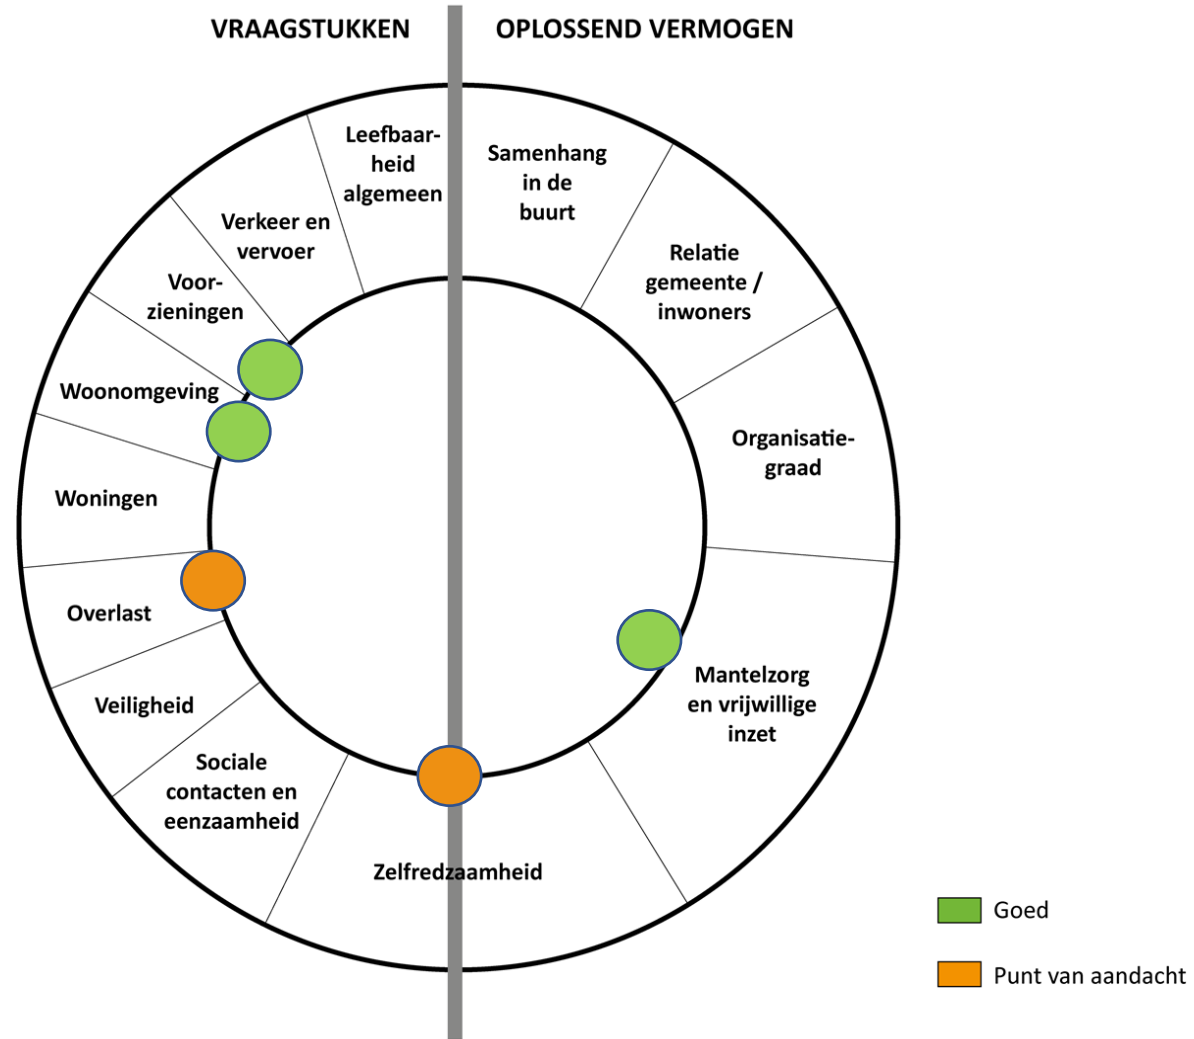 VRAAGSTUKKEN
OPLOSSEND VERMOGEN
Leefbaar-
heid
algemeen
Verkeer en
vervoer
Voor-
zieningen
Woonomgeving
Woningen
Overlast
Veiligheid
Sociale
contacten en
eenzaamheid
Zelfredzaamheid
Samenhang
in de
buurt
Relatie
gemeente /
inwoners
Organisatie-
graad
Mantelzorg
en vrijwillige
inzet
Goed
Punt van aandacht